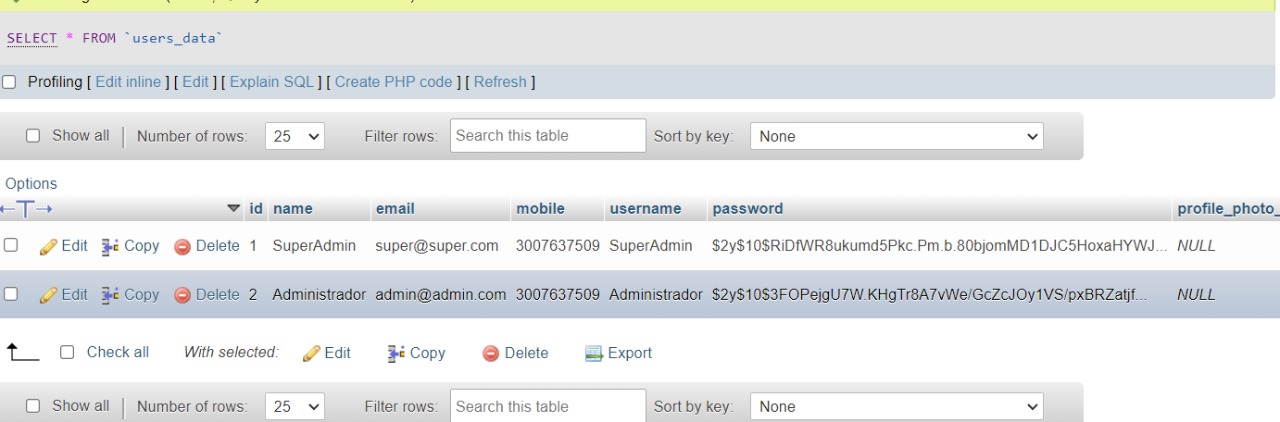 SELECT * FROM `users_data`
Profiling [ Edit inline ] [ Edit ] [ Explain SQL ] [ Create PHP code ] [ Refresh ]
Show all Number of rows: 25 Filter rows: Search this table Sort by key: None
Options
id name email mobile username password profile_photo_
Edit Copy Delete 1 SuperAdmin super@super.com 3007637509 SuperAdmin $2y$10$RiDfWR8ukumd5Pkc.Pm.b.80bjomMD1DJC5HoxaHYWJ... NULL
Edit Copy Delete 2 Administrador admin@admin.com 3007637509 Administrador $2y$10$3FOPejgU7W.KHgTr8A7vWe/GcZcJOy1VS/pxBRZatjf... NULL
Check all With selected: Edit Copy Delete Export
Show all Number of rows: 25 Filter rows: Search this table Sort by key: None